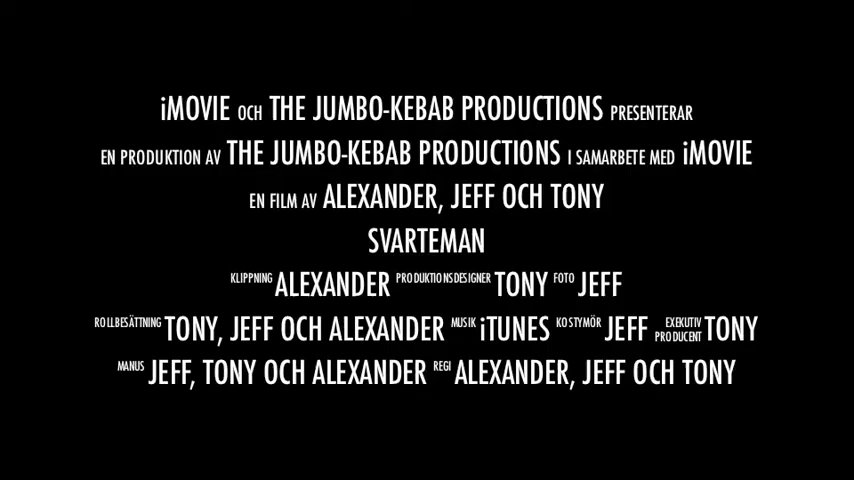 iMOVIE OCH THE JUMBO-KEBAB PRODUCTIONS PRESENTERAR
EN PRODUKTION AV THE JUMBO-KEBAB PRODUCTIONS I SAMARBETE MED iMOVIE
EN FILM AV ALEXANDER, JEFF OCH TONY
SVARTEMAN
KLIPPNING ALEXANDER PRODUKTIONSDESIGNER TONY FOTO JEFF
ROLLBESÄTTNING TONY, JEFF OCH ALEXANDER MUSIK iTUNES KOSTYMÖR JEFF EXEKUTIV PRODUCENT TONY
MANUS JEFF, TONY OCH ALEXANDER REGI ALEXANDER, JEFF OCH TONY